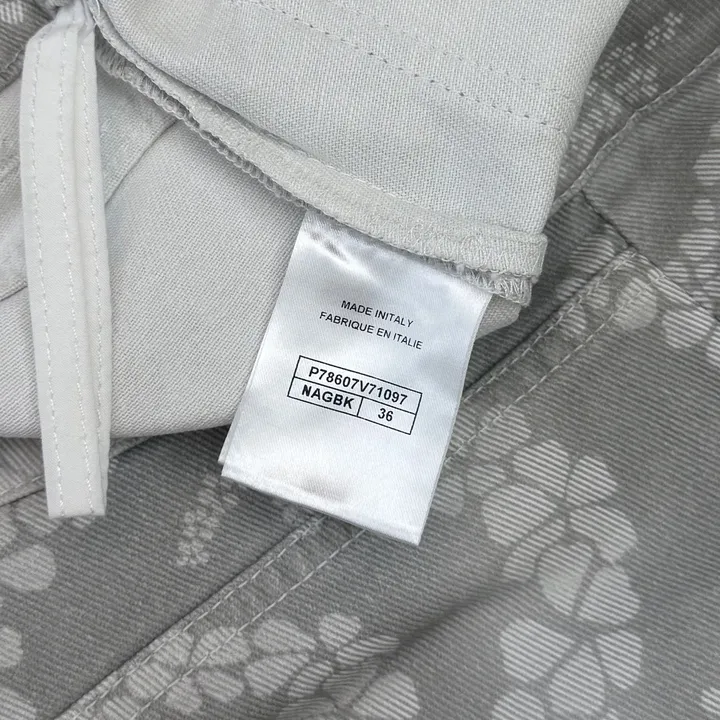 MADE INITALY
FABRIQUE EN ITALIE
P78607V71097
NAGBK 36